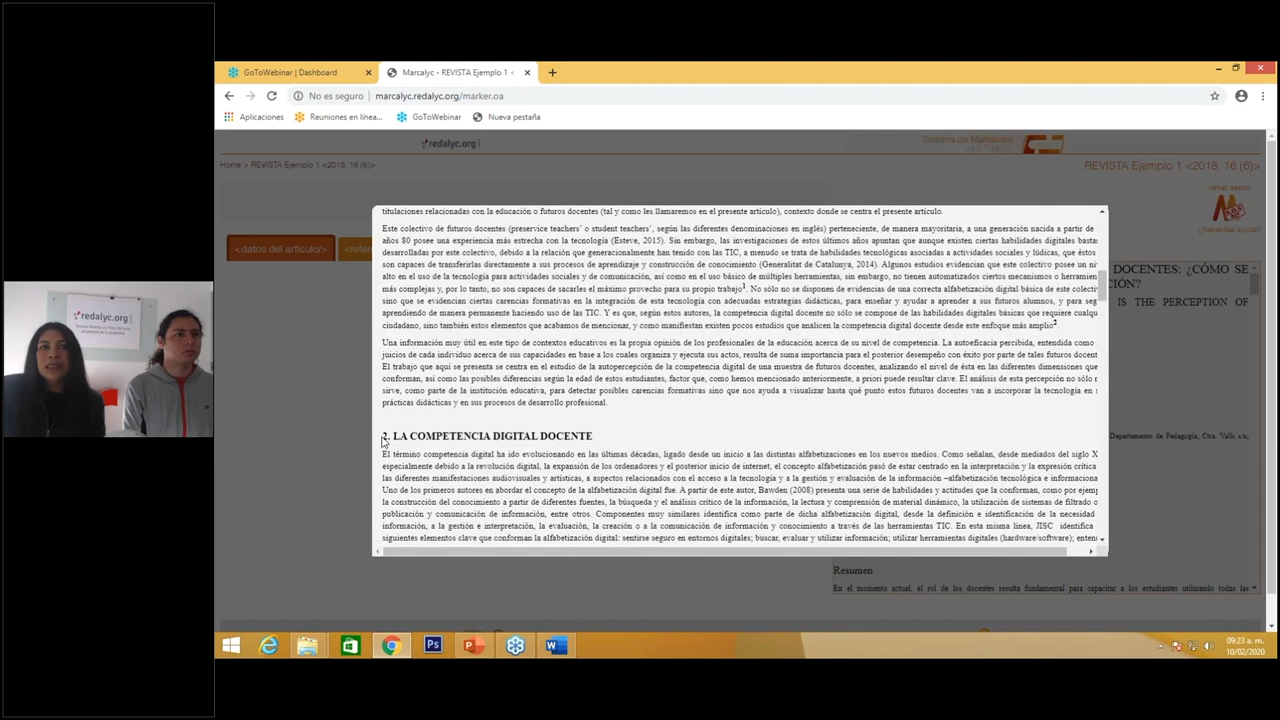 GoToWebinar | Dashboard
Marcalyc - REVISTA Ejemplo 1 <
No es seguro | marcalyc.redalyc.org/marker.oa
Aplicaciones
Reuniones en línea...
GoToWebinar
Nueva pestaña
redalyc.org
Sistema de Marcación
Home > REVISTA Ejemplo 1 <2018, 16 (6)>
REVISTA Ejemplo 1 <2018, 16 (6)>
cerrar sesión
¿Necesitas ayuda?
<datos del artículo/>
<refere
titulaciones relacionadas con la educación o futuros docentes (tal y como les llamaremos en el presente artículo), contexto donde se centra el presente artículo.
Este colectivo de futuros docentes (preservice teachers' o student teachers', según las diferentes denominaciones en inglés) perteneciente, de manera mayoritaria, a una generación nacida a partir de
años 80 posee una experiencia más estrecha con la tecnología (Esteve, 2015). Sin embargo, las investigaciones de estos últimos años apuntan que aunque existen ciertas habilidades digitales bastan
desarrolladas por este colectivo, debido a la relación que generacionalmente han tenido con las TIC, a menudo se trata de habilidades tecnológicas asociadas a actividades sociales y lúdicas, que éstos
son capaces de transferirlas directamente a sus procesos de aprendizaje y construcción de conocimiento (Generalitat de Catalunya, 2014). Algunos estudios evidencian que este colectivo posee un ni
alto en el uso de la tecnología para actividades sociales y de comunicación, así como en el uso básico de múltiples herramientas, sin embargo, no tienen automatizados ciertos mecanismos o herramien
más complejas y, por lo tanto, no son capaces de sacarles el máximo provecho para su propio trabajo1. No sólo no se disponen de evidencias de una correcta alfabetización digital básica de este colecti
sino que se evidencian ciertas carencias formativas en la integración de esta tecnología con adecuadas estrategias didácticas, para enseñar y ayudar a aprender a sus futuros alumnos, y para seg
aprendiendo de manera permanente haciendo uso de las TIC. Y es que, según estos autores, la competencia digital docente no sólo se compone de las habilidades digitales básicas que requiere cualqu
ciudadano, sino también estos elementos que acabamos de mencionar, y como manifiestan existen pocos estudios que analicen la competencia digital docente desde este enfoque más amplio2.
Una información muy útil en este tipo de contextos educativos es la propia opinión de los profesionales de la educación acerca de su nivel de competencia. La autoeficacia percibida, entendida como
juicios de cada individuo acerca de sus capacidades en base a los cuales organiza y ejecuta sus actos, resulta de suma importancia para el posterior desempeño con éxito por parte de tales futuros docent
El trabajo que aquí se presenta se centra en el estudio de la autopercepción de la competencia digital de una muestra de futuros docentes, analizando el nivel de ésta en las diferentes dimensiones que
conforman, así como las posibles diferencias según la edad de estos estudiantes, factor que, como hemos mencionado anteriormente, a priori puede resultar clave. El análisis de esta percepción no sólo n
sirve, como parte de la institución educativa, para detectar posibles carencias formativas sino que nos ayuda a visualizar hasta qué punto estos futuros docentes van a incorporar la tecnología en s
prácticas didácticas y en sus procesos de desarrollo profesional.
2. LA COMPETENCIA DIGITAL DOCENTE
El término competencia digital ha ido evolucionando en las últimas décadas, ligado desde un inicio a las distintas alfabetizaciones en los nuevos medios. Como señalan, desde mediados del siglo X
especialmente debido a la revolución digital, la expansión de los ordenadores y el posterior inicio de internet, el concepto alfabetización pasó de estar centrado en la interpretación y la expresión crítica
las diferentes manifestaciones audiovisuales y artísticas, a aspectos relacionados con el acceso a la tecnología y a la gestión y evaluación de la información –alfabetización tecnológica e informaciona
Uno de los primeros autores en abordar el concepto de la alfabetización digital fue. A partir de este autor, Bawden (2008) presenta una serie de habilidades y actitudes que la conforman, como por ejemp
la construcción del conocimiento a partir de diferentes fuentes, la búsqueda y el análisis crítico de la información, la lectura y comprensión de material dinámico, la utilización de sistemas de filtrado o
publicación y comunicación de información, entre otros. Componentes muy similares identifica como parte de dicha alfabetización digital, desde la definición e identificación de la necesidad
información, a la gestión e interpretación, la evaluación, la creación o a la comunicación de información y conocimiento a través de las herramientas TIC. En esta misma línea, JISC identifica
siguientes elementos clave que conforman la alfabetización digital: sentirse seguro en entornos digitales; buscar, evaluar y utilizar información; utilizar herramientas digitales (hardware/software); enten
DOCENTES: ¿CÓMO SE
CIÓN?
IS THE PERCEPTION OF
Departamento de Pedagogía, Ctra. Valls s/n,
Resumen
En el momento actual, el rol de los docentes resulta fundamental para capacitar a los estudiantes utilizando todas las
redalyc.org
09:23 a. m.
10/02/2020